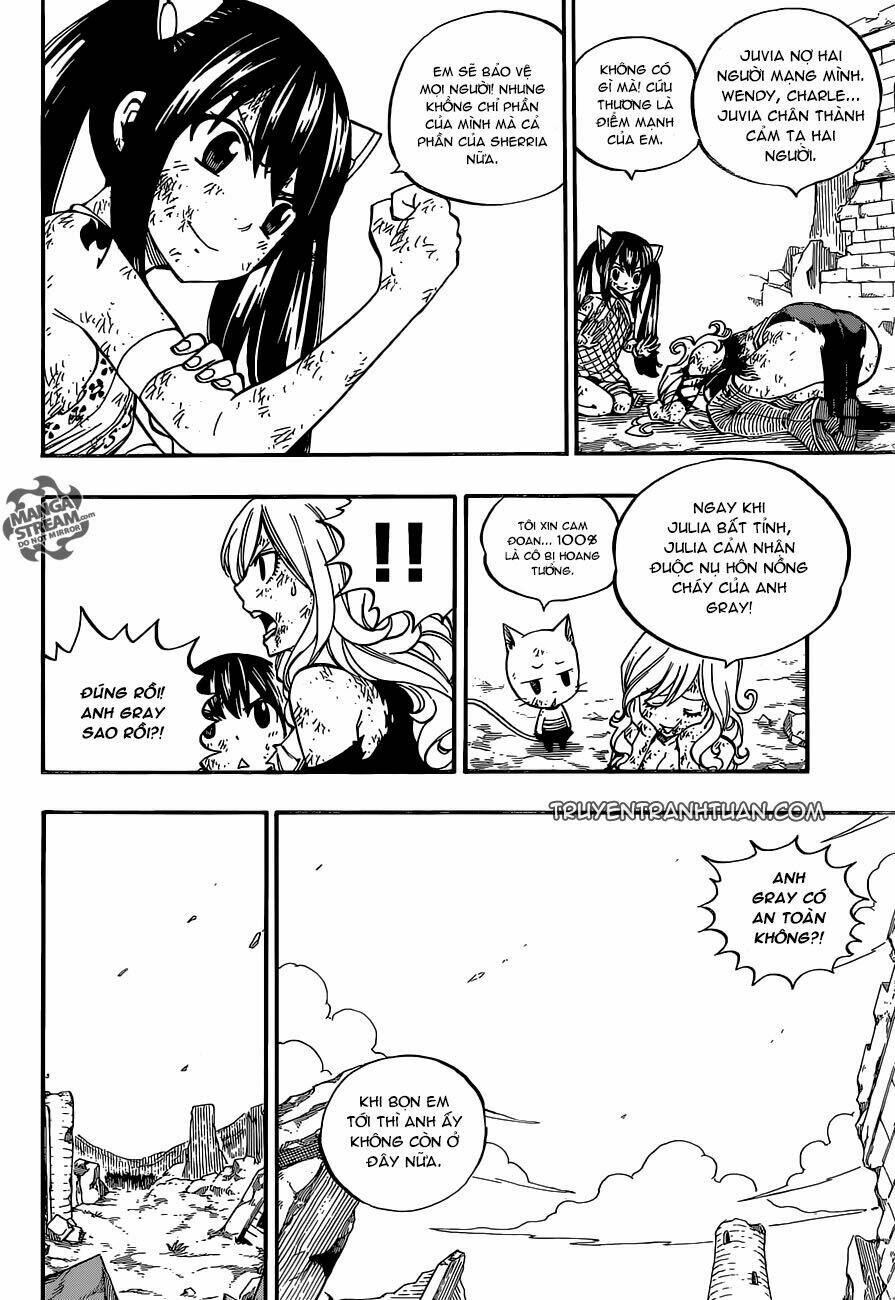 JUVIA NỢ HAI
NGƯỜI MẠNG MÌNH.
WENDY, CHARLE...
JUVIA CHÂN THÀNH
CẢM TẠ HAI
NGƯỜI.
KHÔNG CÓ
GÌ MÀ! CỨU
THƯƠNG LÀ
ĐIỂM MẠNH
CỦA EM.
EM SẼ BẢO VỆ
MỌI NGƯỜI! NHƯNG
KHỔNG CHỈ PHẦN
CỦA MÌNH MÀ CẢ
PHẦN CỦA SHERRIA
NỮA.
NGAY KHI
JULIA BẤT TỈNH,
JULIA CẢM NHẬN
ĐUỘC NỤ HÔN NỒNG
CHÁY CỦA ANH
GRAY!
TÔI XIN CAM
ĐOAN... 100%
LÀ CÔ BỊ HOANG
TƯỞNG.
!!
ĐÚNG RỒI!
ANH GRAY
SAO RỒI?!
MANGA
STREAM.com
DO NOT MIRROR!
TRUYENTRANHTUAN.COM
ANH
GRAY CÓ
AN TOÀN
KHÔNG?!
KHI BỌN EM
TỚI THÌ ANH ẤY
KHÔNG CÒN Ở
ĐÂY NỮA.